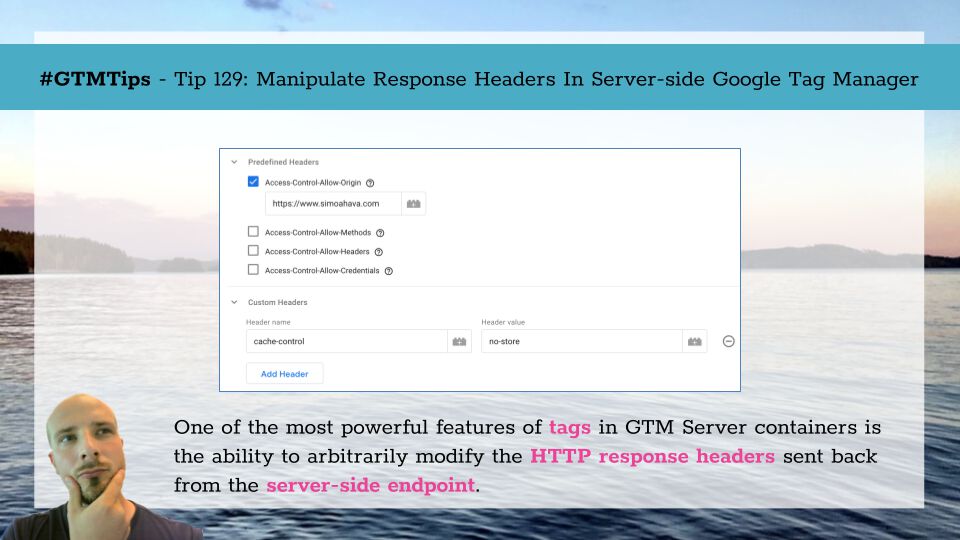 #GTMTips - Tip 129: Manipulate Response Headers In Server-side Google Tag Manager
Predefined Headers
Access-Control-Allow-Origin
https://www.simoahava.com
Access-Control-Allow-Methods
Access-Control-Allow-Headers
Access-Control-Allow-Credentials
Custom Headers
Header name Header value
cache-control no-store
Add Header
One of the most powerful features of tags in GTM Server containers is
the ability to arbitrarily modify the HTTP response headers sent back
from the server-side endpoint.